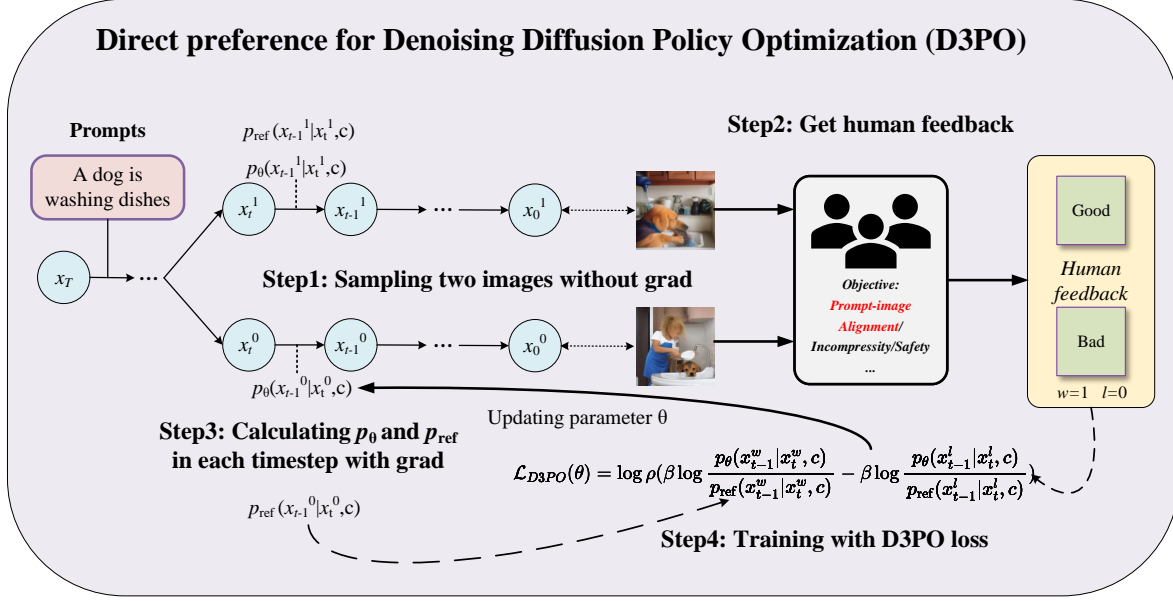 Direct preference for Denoising Diffusion Policy Optimization (D3PO)
Prompts
A dog is
washing dishes
p_ref(x_{t-1}^1|x_t^1,c)
p_θ(x_{t-1}^1|x_t^1,c)
x_T
...
x_t^1
x_{t-1}^1
...
x_0^1
Step1: Sampling two images without grad
x_t^0
x_{t-1}^0
...
x_0^0
p_θ(x_{t-1}^0|x_t^0,c)
Step2: Get human feedback
Objective:
Prompt-image
Alignment/
Incompressity/Safety
...
Good
Human
feedback
Bad
w=1 l=0
Updating parameter θ
Step3: Calculating p_θ and p_ref
in each timestep with grad
p_ref(x_{t-1}^0|x_t^0,c)
L_{D3PO}(θ) = log ρ(β log p_θ(x_{t-1}^w|x_t^w, c) / p_ref(x_{t-1}^w|x_t^w, c) − β log p_θ(x_{t-1}^l|x_t^l, c) / p_ref(x_{t-1}^l|x_t^l, c))
Step4: Training with D3PO loss